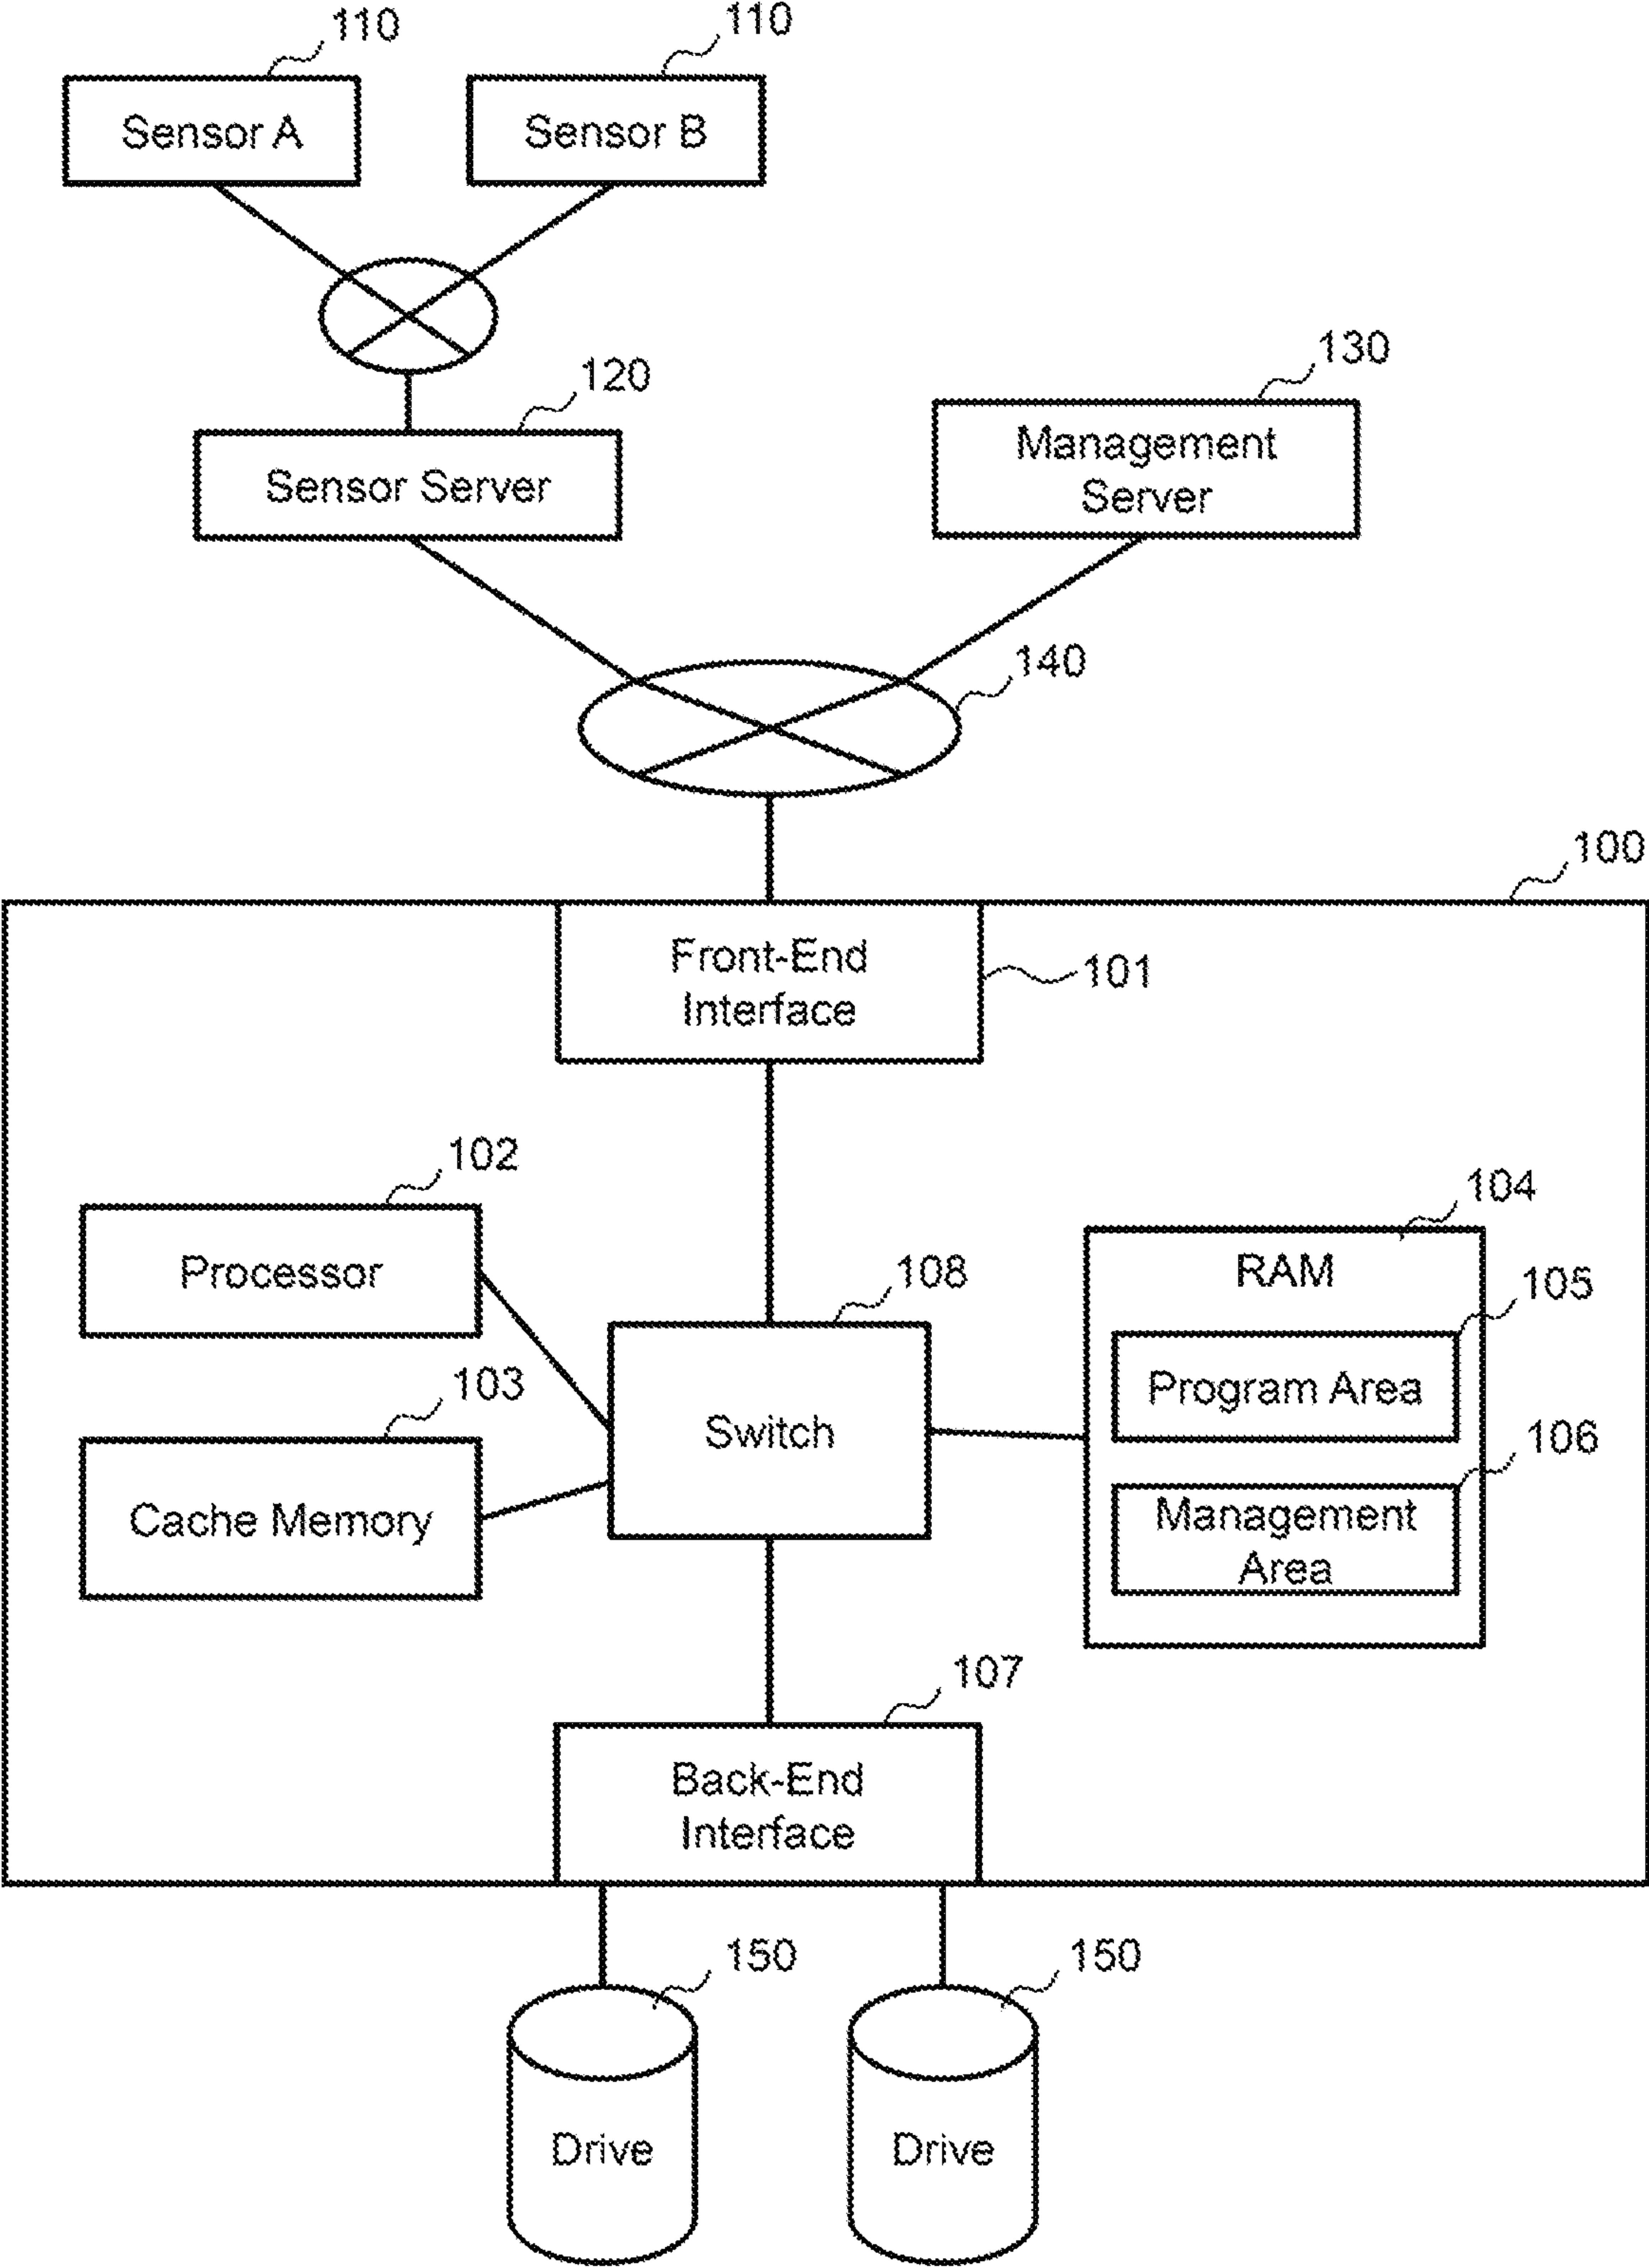 110
110
Sensor A
Sensor B
120
130
Sensor Server
Management
Server
140
100
Front-End
Interface
101
102
Processor
104
RAM
108
105
Program Area
103
Switch
Cache Memory
106
Management
Area
107
Back-End
Interface
150
150
Drive
Drive